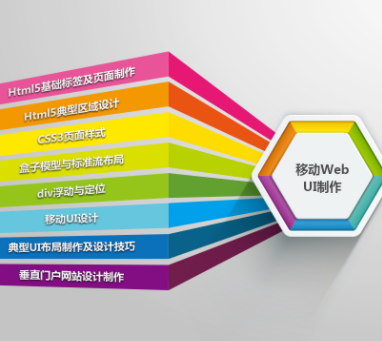 Html5基础标签及页面制作
Html5典型区域设计
CSS3页面样式
盒子模型与标准流布局
div浮动与定位
移动UI设计
典型UI布局制作及设计技巧
垂直门户网站设计制作
移动Web
UI制作